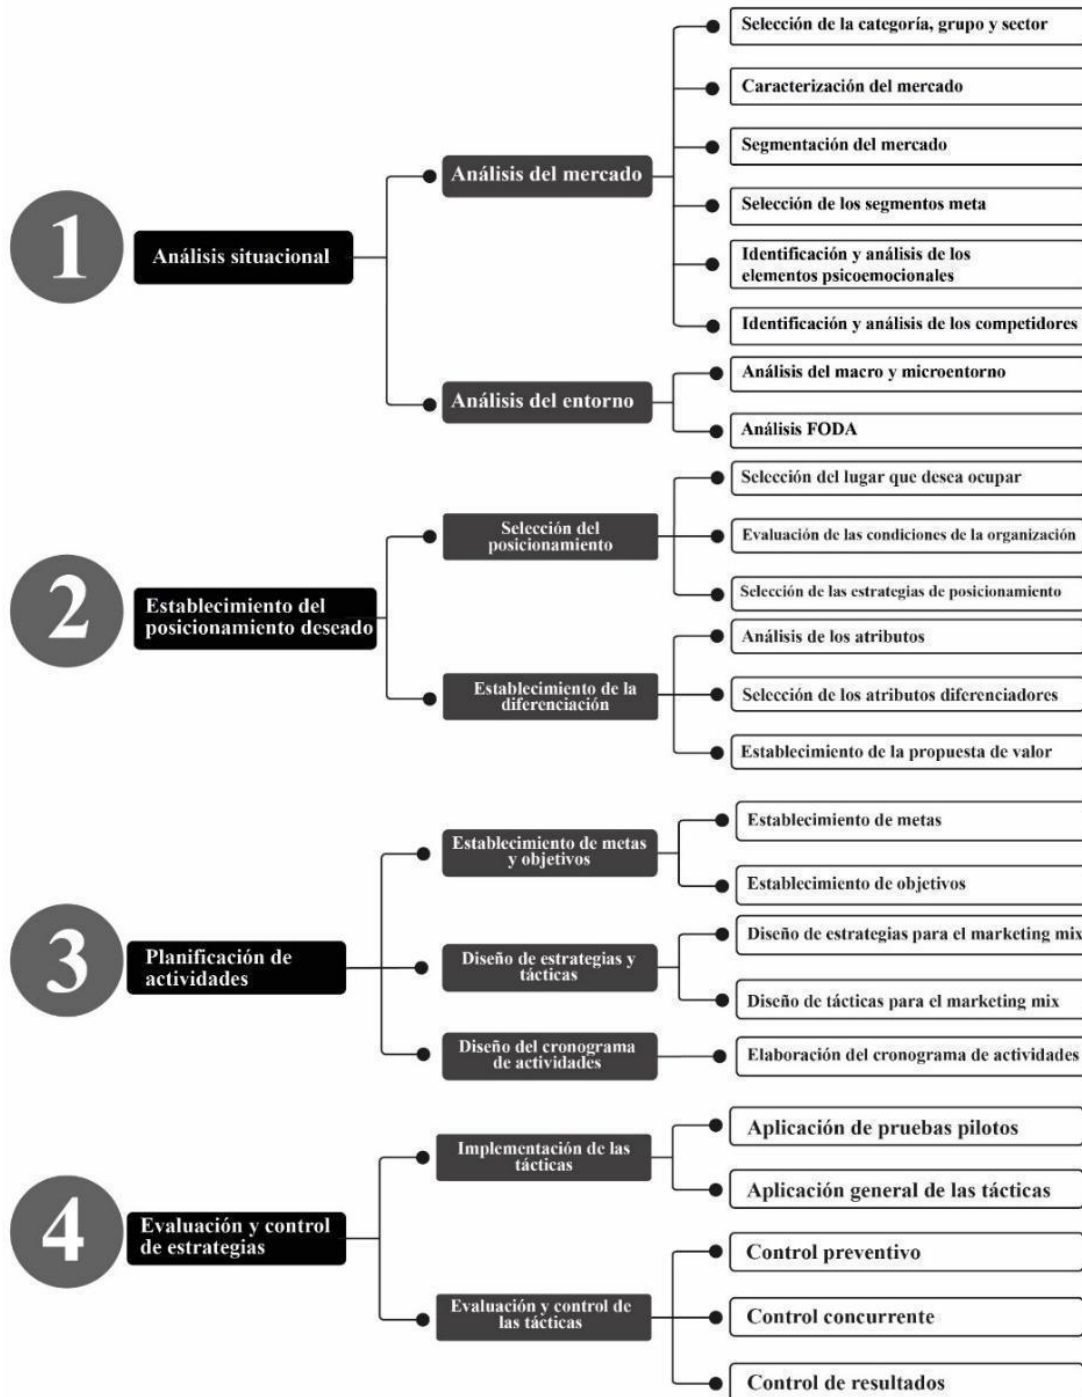 1
Análisis situacional
Análisis del mercado
Selección de la categoría, grupo y sector
Caracterización del mercado
Segmentación del mercado
Selección de los segmentos meta
Identificación y análisis de los
elementos psicoemocionales
Identificación y análisis de los competidores
Análisis del entorno
Análisis del macro y microentorno
Análisis FODA
2
Establecimiento del
posicionamiento deseado
Selección del
posicionamiento
Selección del lugar que desea ocupar
Evaluación de las condiciones de la organización
Selección de las estrategias de posicionamiento
Establecimiento de la
diferenciación
Análisis de los atributos
Selección de los atributos diferenciadores
Establecimiento de la propuesta de valor
3
Planificación de
actividades
Establecimiento de metas
y objetivos
Establecimiento de metas
Establecimiento de objetivos
Diseño de estrategias y
tácticas
Diseño de estrategias para el marketing mix
Diseño de tácticas para el marketing mix
Diseño del cronograma
de actividades
Elaboración del cronograma de actividades
4
Evaluación y control
de estrategias
Implementación de las
tácticas
Aplicación de pruebas pilotos
Aplicación general de las tácticas
Evaluación y control de
las tácticas
Control preventivo
Control concurrente
Control de resultados